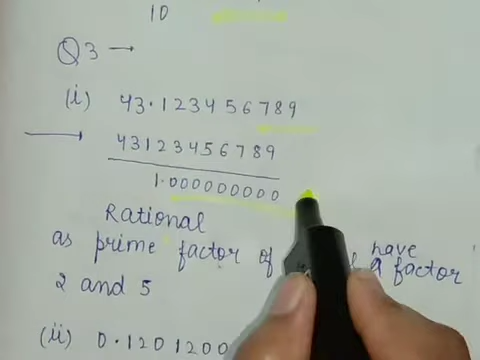 10
Q3 →
(i) 43.123456789
→ 43123456789
1.000000000
Rational
as prime factor of have a factor
2 and 5
(ii) 0.1201200